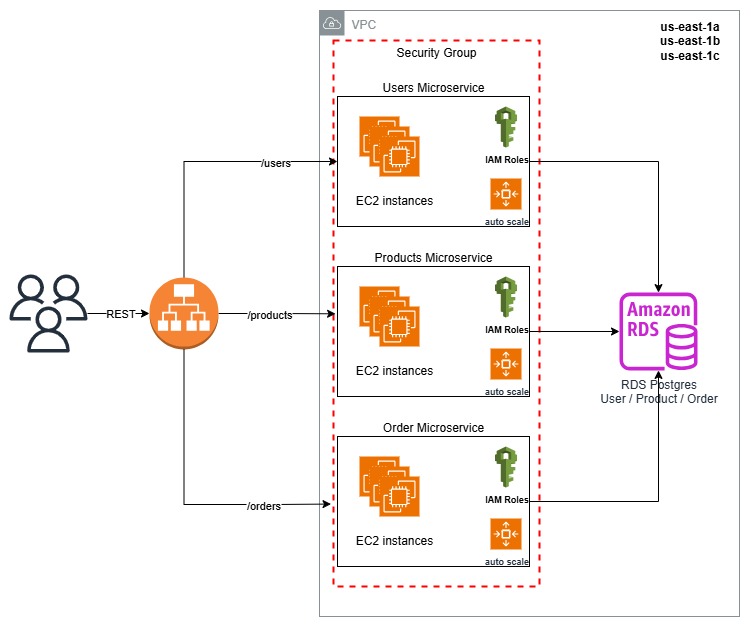 VPC
us-east-1a
us-east-1b
us-east-1c
Security Group
Users Microservice
IAM Roles
EC2 instances
auto scale
/users
Products Microservice
IAM Roles
EC2 instances
auto scale
REST
/products
Amazon
RDS
RDS Postgres
User / Product / Order
Order Microservice
IAM Roles
EC2 instances
auto scale
/orders